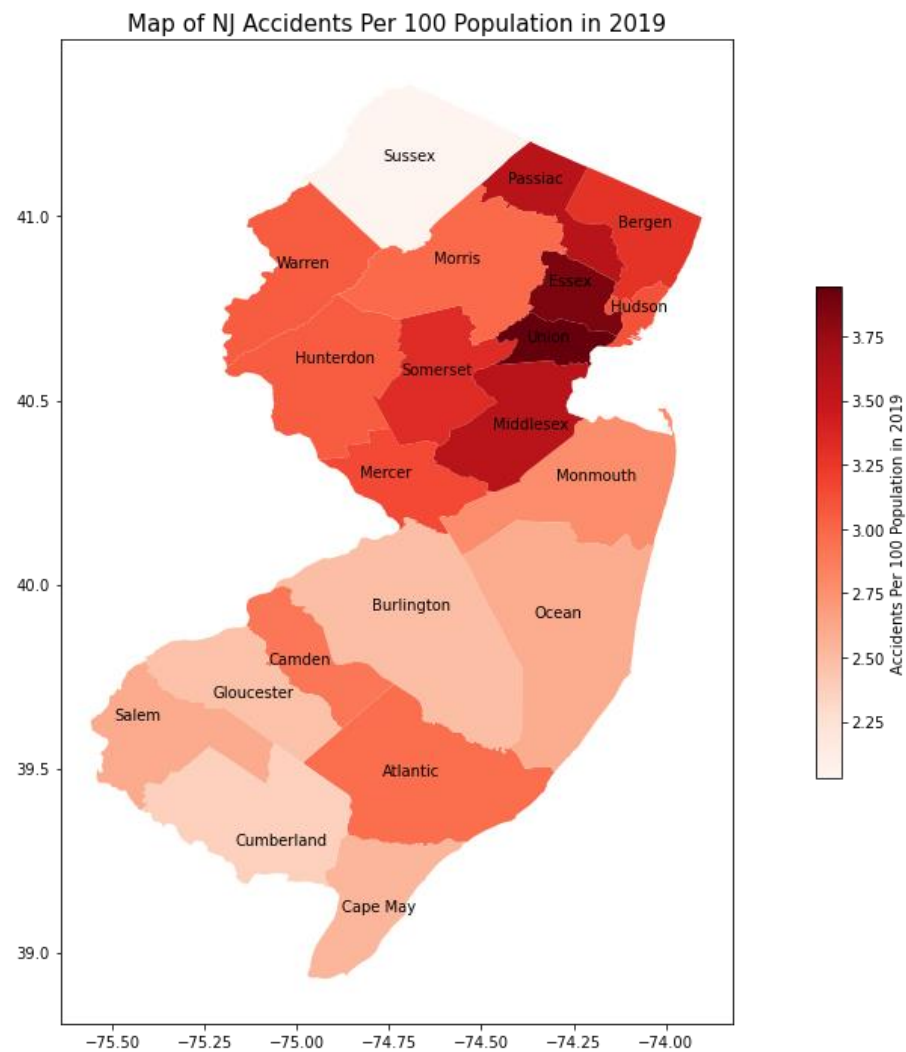 Map of NJ Accidents Per 100 Population in 2019
Sussex
Passiac
Bergen
Warren
Morris
Essex
Hudson
Union
Hunterdon
Somerset
Middlesex
Mercer
Monmouth
Burlington
Ocean
Camden
Gloucester
Salem
Atlantic
Cumberland
Cape May
41.0
40.5
40.0
39.5
39.0
−75.50
−75.25
−75.00
−74.75
−74.50
−74.25
−74.00
3.75
3.50
3.25
3.00
2.75
2.50
2.25
Accidents Per 100 Population in 2019